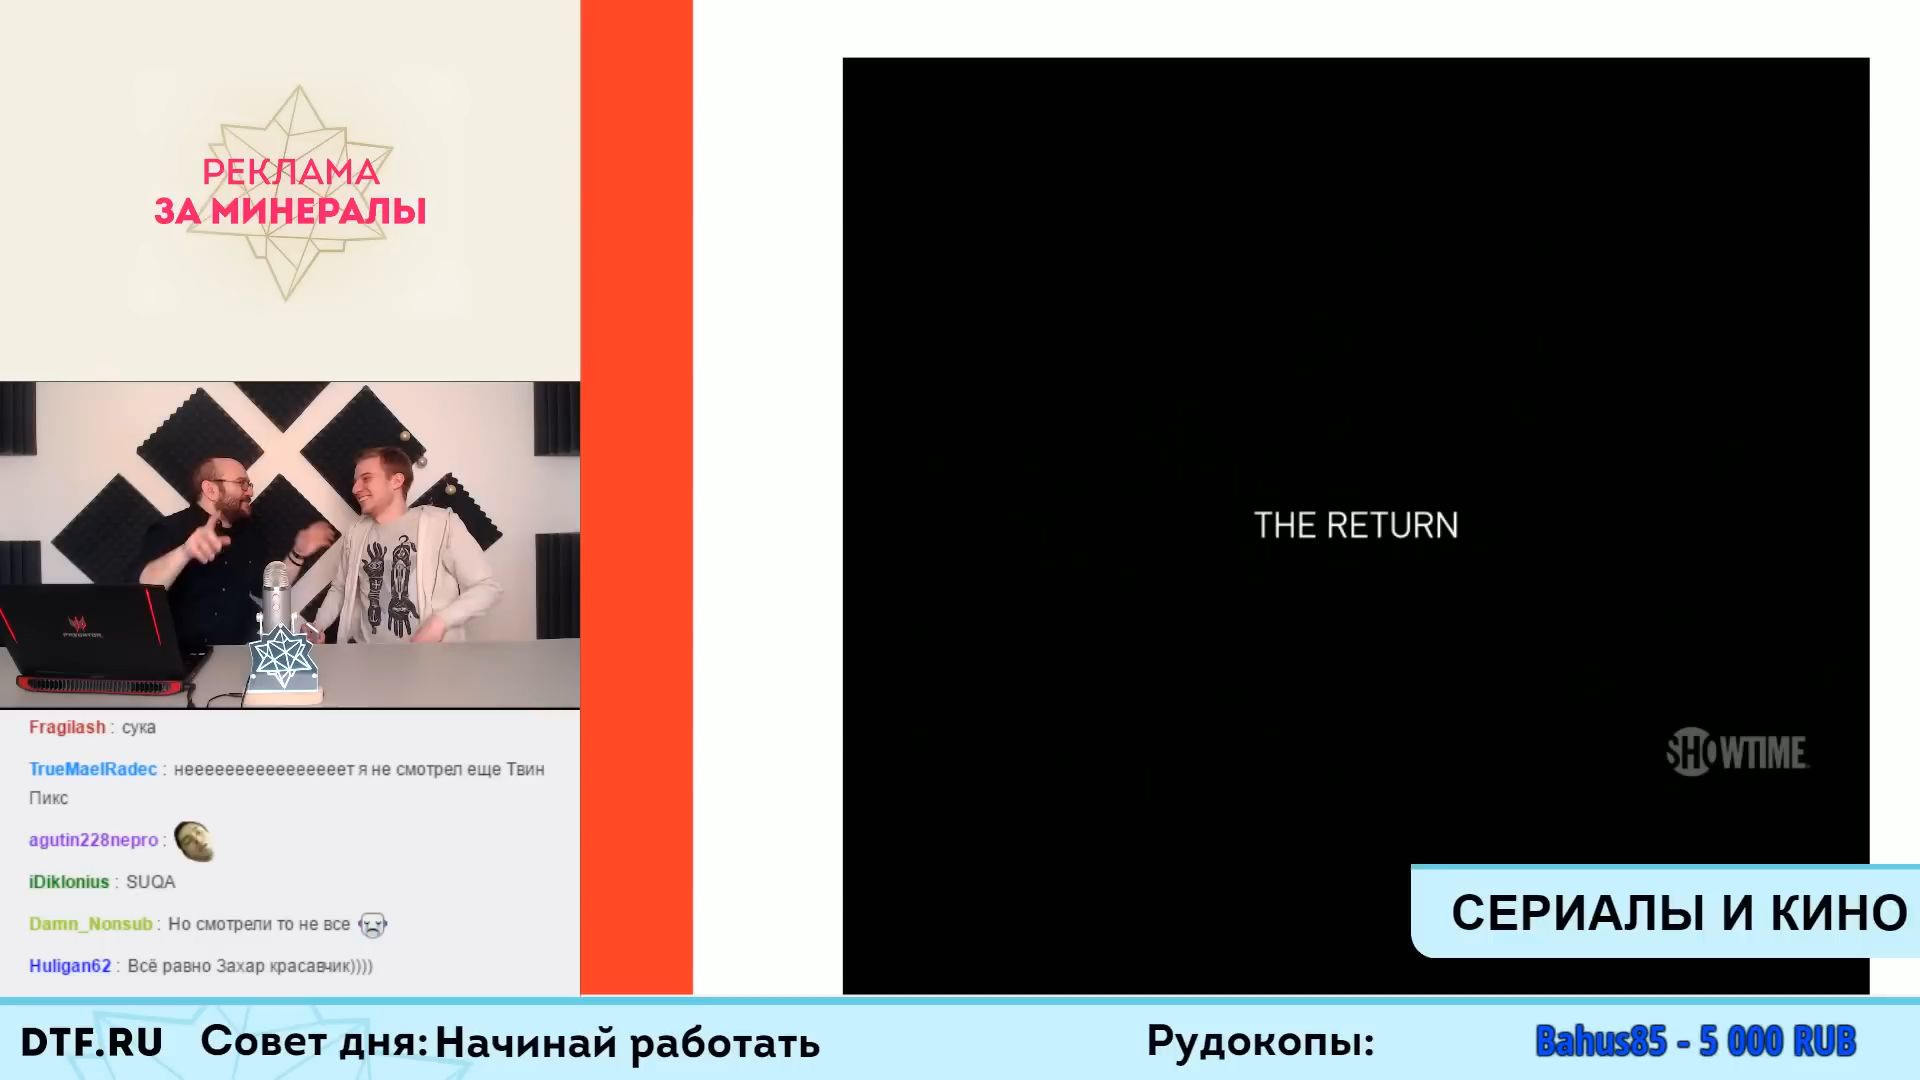 РЕКЛАМА
ЗА МИНЕРАЛЫ
PREDATOR
Fragilash : сука
TrueMaelRadec : нееееееееееееееееет я не смотрел еще Твин
Пикс
agutin228nepro :
iDiklonius : SUQA
Damn_Nonsub : Но смотрели то не все
Huligan62 : Всё равно Захар красавчик))))
THE RETURN
SHOWTIME
СЕРИАЛЫ И КИНО
DTF.RU Совет дня: Начинай работать Рудокопы: Bahus85 - 5 000 RUB